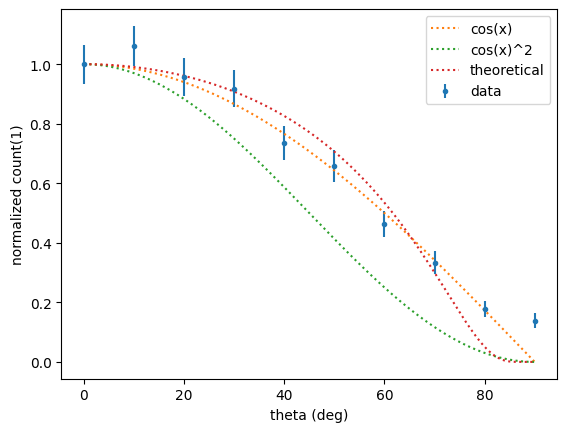 cos(x)
cos(x)^2
theoretical
data
normalized count(1)
1.0
0.8
0.6
0.4
0.2
0.0
0
20
40
60
80
theta (deg)